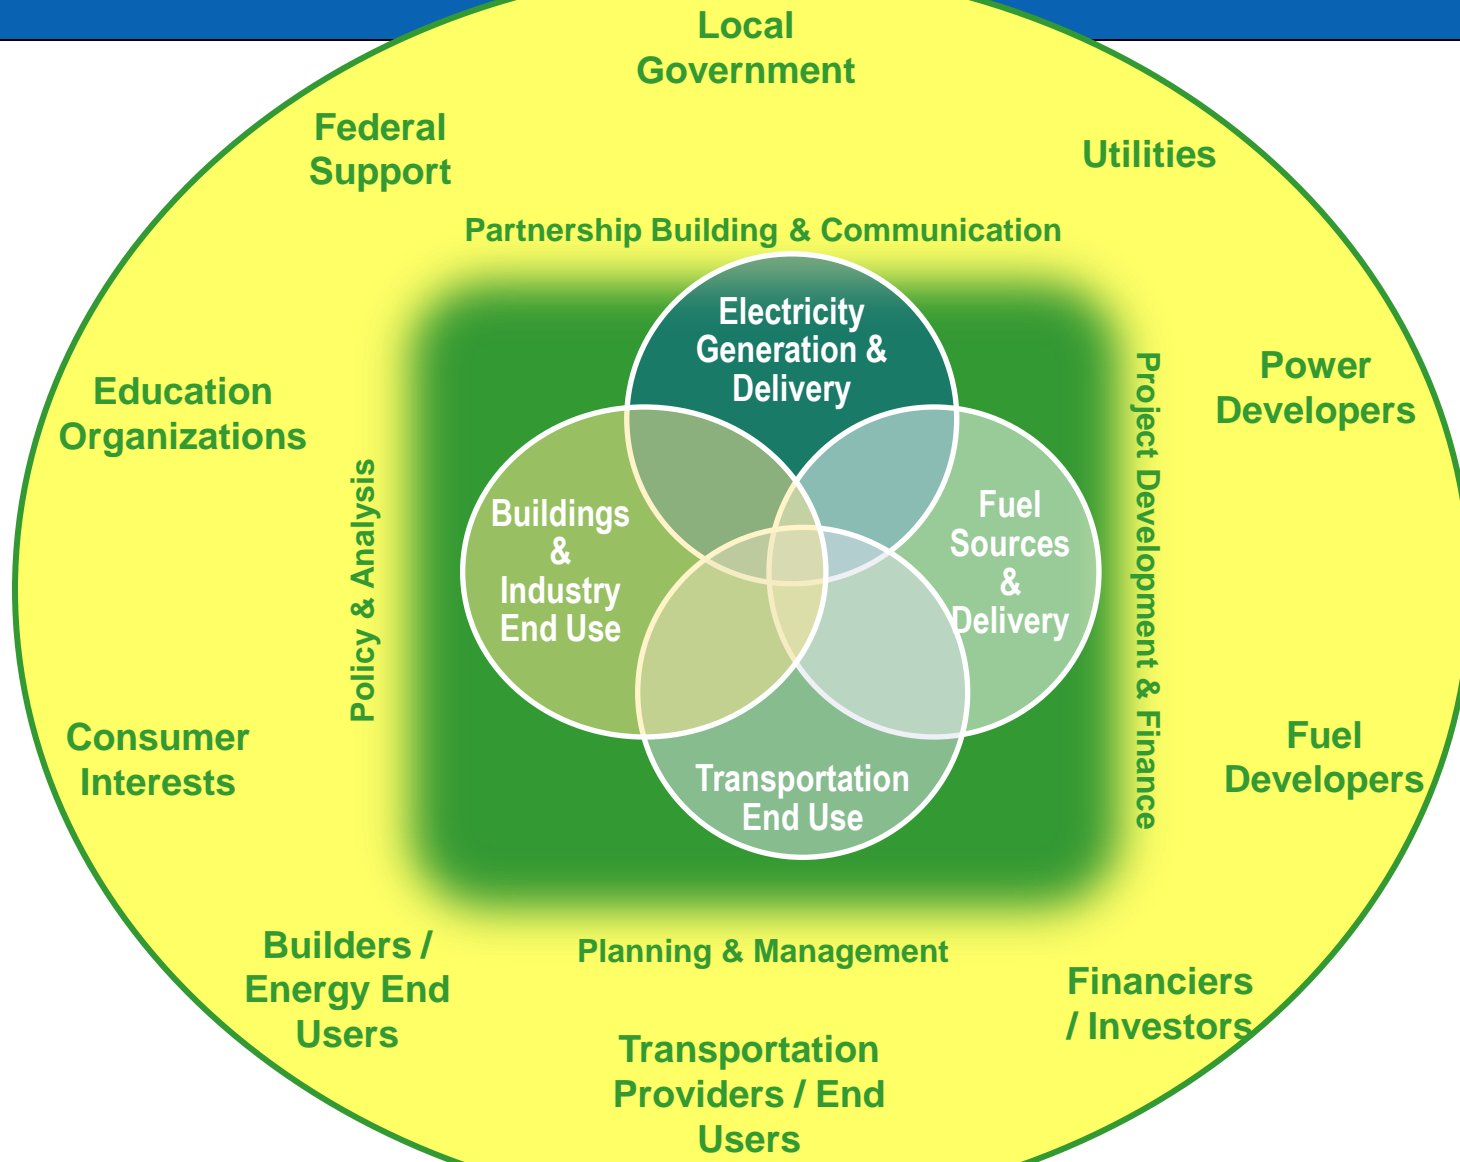 Local
Government
Federal
Support
Utilities
Partnership Building & Communication
Electricity
Generation &
Delivery
Education
Organizations
Power
Developers
Policy & Analysis
Project Development & Finance
Buildings
&
Industry
End Use
Fuel
Sources
&
Delivery
Consumer
Interests
Fuel
Developers
Transportation
End Use
Builders /
Energy End
Users
Planning & Management
Financiers
/ Investors
Transportation
Providers / End
Users